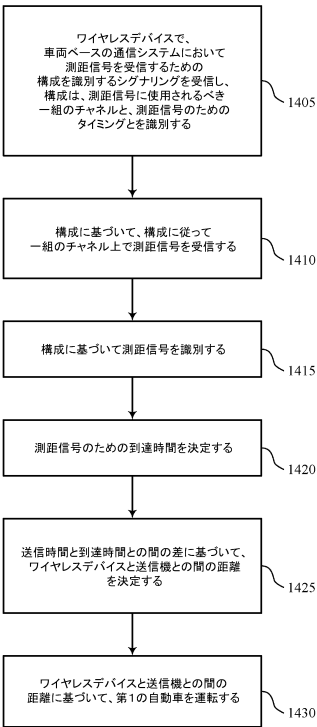 ワイヤレスデバイスで、
車両ベースの通信システムにおいて
測距信号を受信するための
構成を識別するシグナリングを受信し、
構成は、測距信号に使用されるべき
一組のチャネルと、測距信号のための
タイミングとを識別する
1405
構成に基づいて、構成に従って
一組のチャネル上で測距信号を受信する
1410
構成に基づいて測距信号を識別する
1415
測距信号のための到達時間を決定する
1420
送信時間と到達時間との間の差に基づいて、
ワイヤレスデバイスと送信機との間の距離
を決定する
1425
ワイヤレスデバイスと送信機との間の
距離に基づいて、第1の自動車を運転する
1430